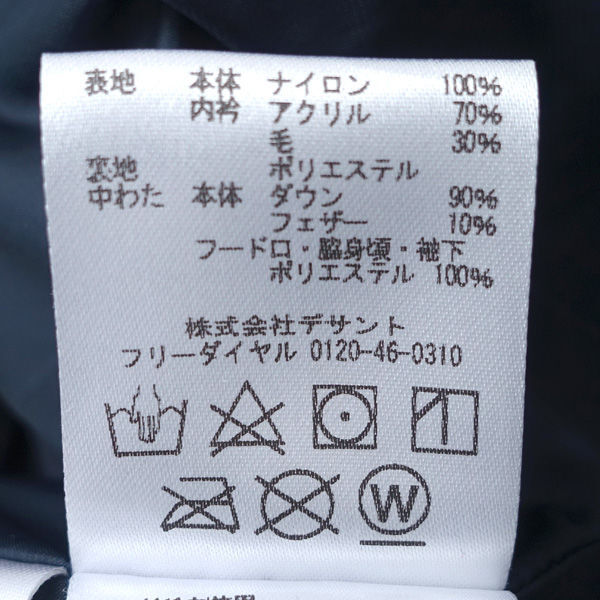 表地 本体 ナイロン 100%
内衿 アクリル 70%
毛 30%
裏地 ポリエステル
中わた 本体 ダウン 90%
フェザー 10%
フードロ・脇身頃・袖下
ポリエステル 100%
株式会社デサント
フリーダイヤル 0120-46-0310
W